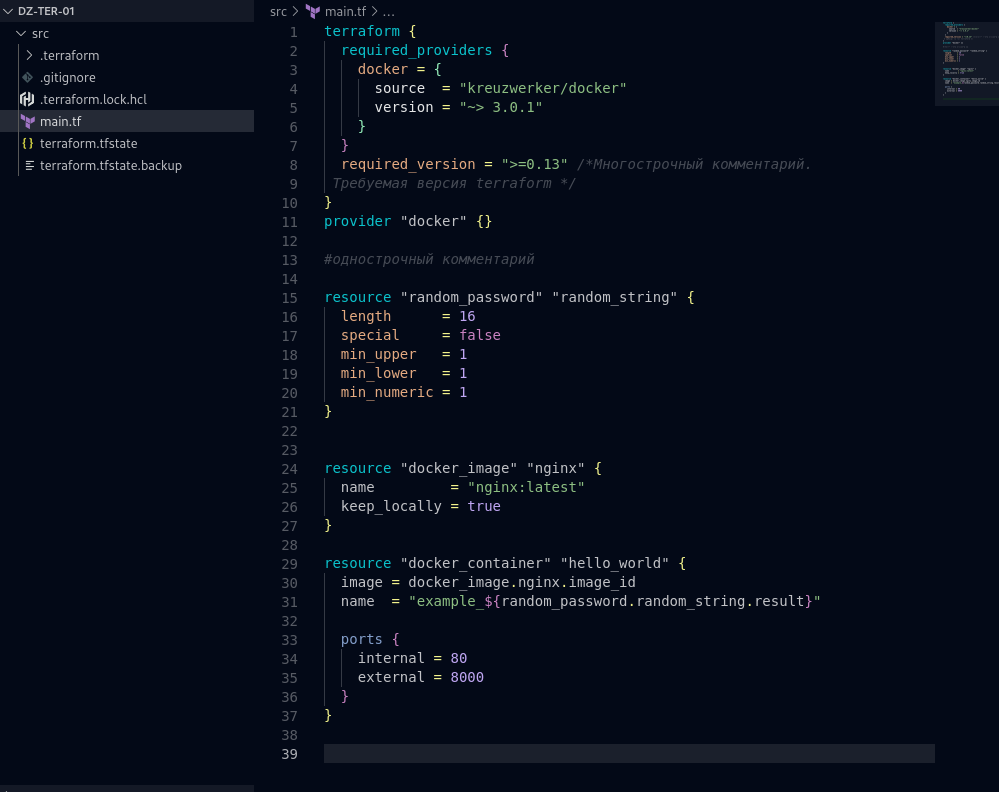 DZ-TER-01
src
.terraform
.gitignore
.terraform.lock.hcl
main.tf
terraform.tfstate
terraform.tfstate.backup
src > main.tf > ...
1 terraform {
2   required_providers {
3     docker = {
4       source  = "kreuzwerker/docker"
5       version = "~> 3.0.1"
6     }
7   }
8   required_version = ">=0.13" /*Многострочный комментарий.
9  Требуемая версия terraform */
10 }
11 provider "docker" {}
12
13 #однострочный комментарий
14
15 resource "random_password" "random_string" {
16   length      = 16
17   special     = false
18   min_upper   = 1
19   min_lower   = 1
20   min_numeric = 1
21 }
22
23
24 resource "docker_image" "nginx" {
25   name         = "nginx:latest"
26   keep_locally = true
27 }
28
29 resource "docker_container" "hello_world" {
30   image = docker_image.nginx.image_id
31   name  = "example_${random_password.random_string.result}"
32
33   ports {
34     internal = 80
35     external = 8000
36   }
37 }
38
39